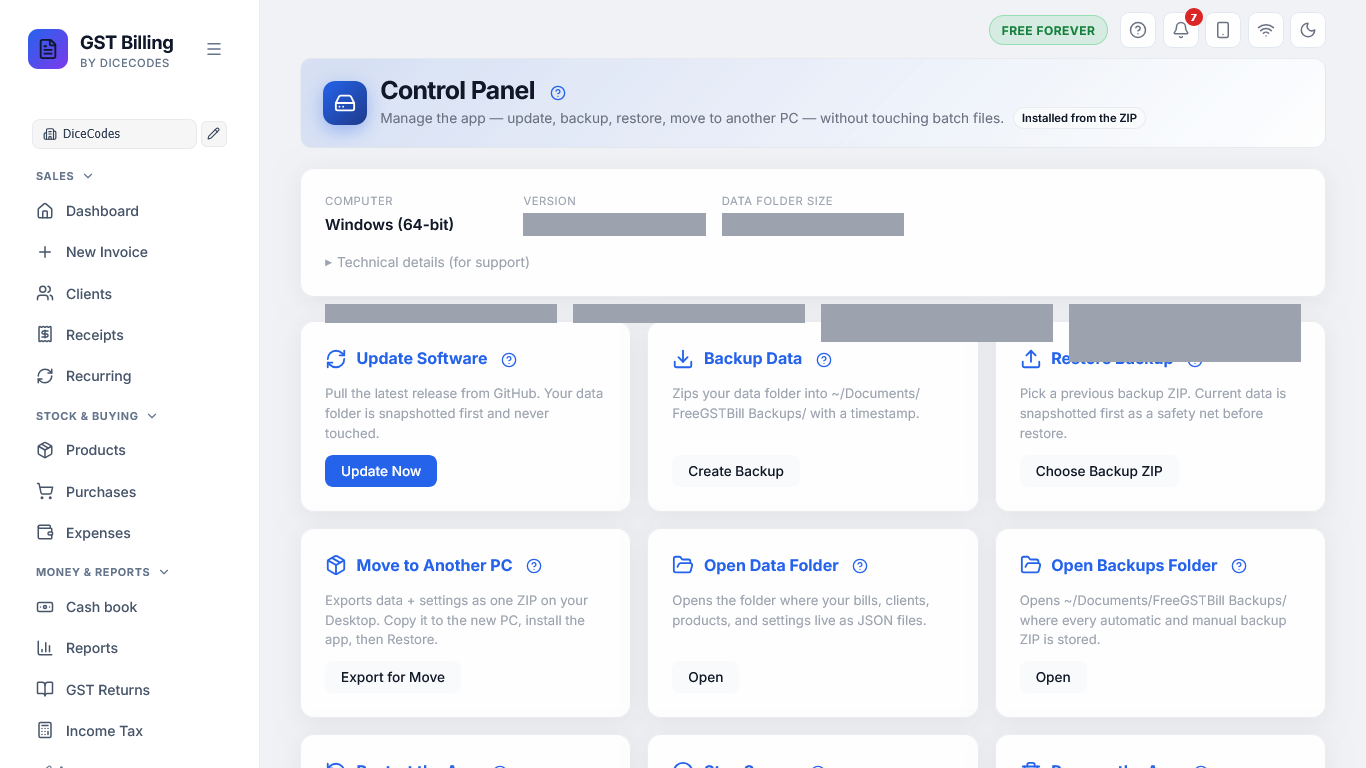 GST Billing
BY DICECODES
FREE FOREVER
7
DiceCodes
SALES
Dashboard
New Invoice
Clients
Receipts
Recurring
STOCK & BUYING
Products
Purchases
Expenses
MONEY & REPORTS
Cash book
Reports
GST Returns
Income Tax
Control Panel
Manage the app — update, backup, restore, move to another PC — without touching batch files.
Installed from the ZIP
COMPUTER
VERSION
DATA FOLDER SIZE
Windows (64-bit)
▸ Technical details (for support)
Update Software
Pull the latest release from GitHub. Your data
folder is snapshotted first and never
touched.
Update Now
Backup Data
Zips your data folder into ~/Documents/
FreeGSTBill Backups/ with a timestamp.
Create Backup
Restore Backup
Pick a previous backup ZIP. Current data is
snapshotted first as a safety net before
restore.
Choose Backup ZIP
Move to Another PC
Exports data + settings as one ZIP on your
Desktop. Copy it to the new PC, install the
app, then Restore.
Export for Move
Open Data Folder
Opens the folder where your bills, clients,
products, and settings live as JSON files.
Open
Open Backups Folder
Opens ~/Documents/FreeGSTBill Backups/
where every automatic and manual backup
ZIP is stored.
Open